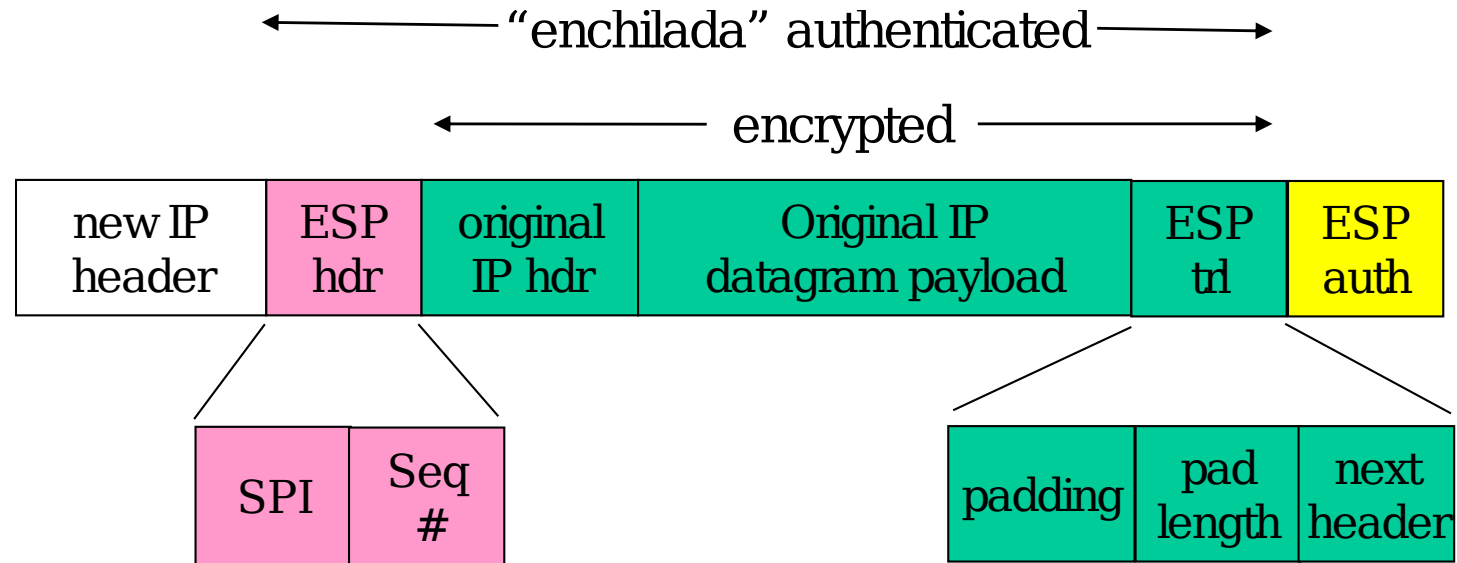 “enchilada” authenticated
encrypted
new IP
header
ESP
hdr
original
IP hdr
Original IP
datagram payload
ESP
trl
ESP
auth
SPI
Seq
#
padding
pad
length
next
header